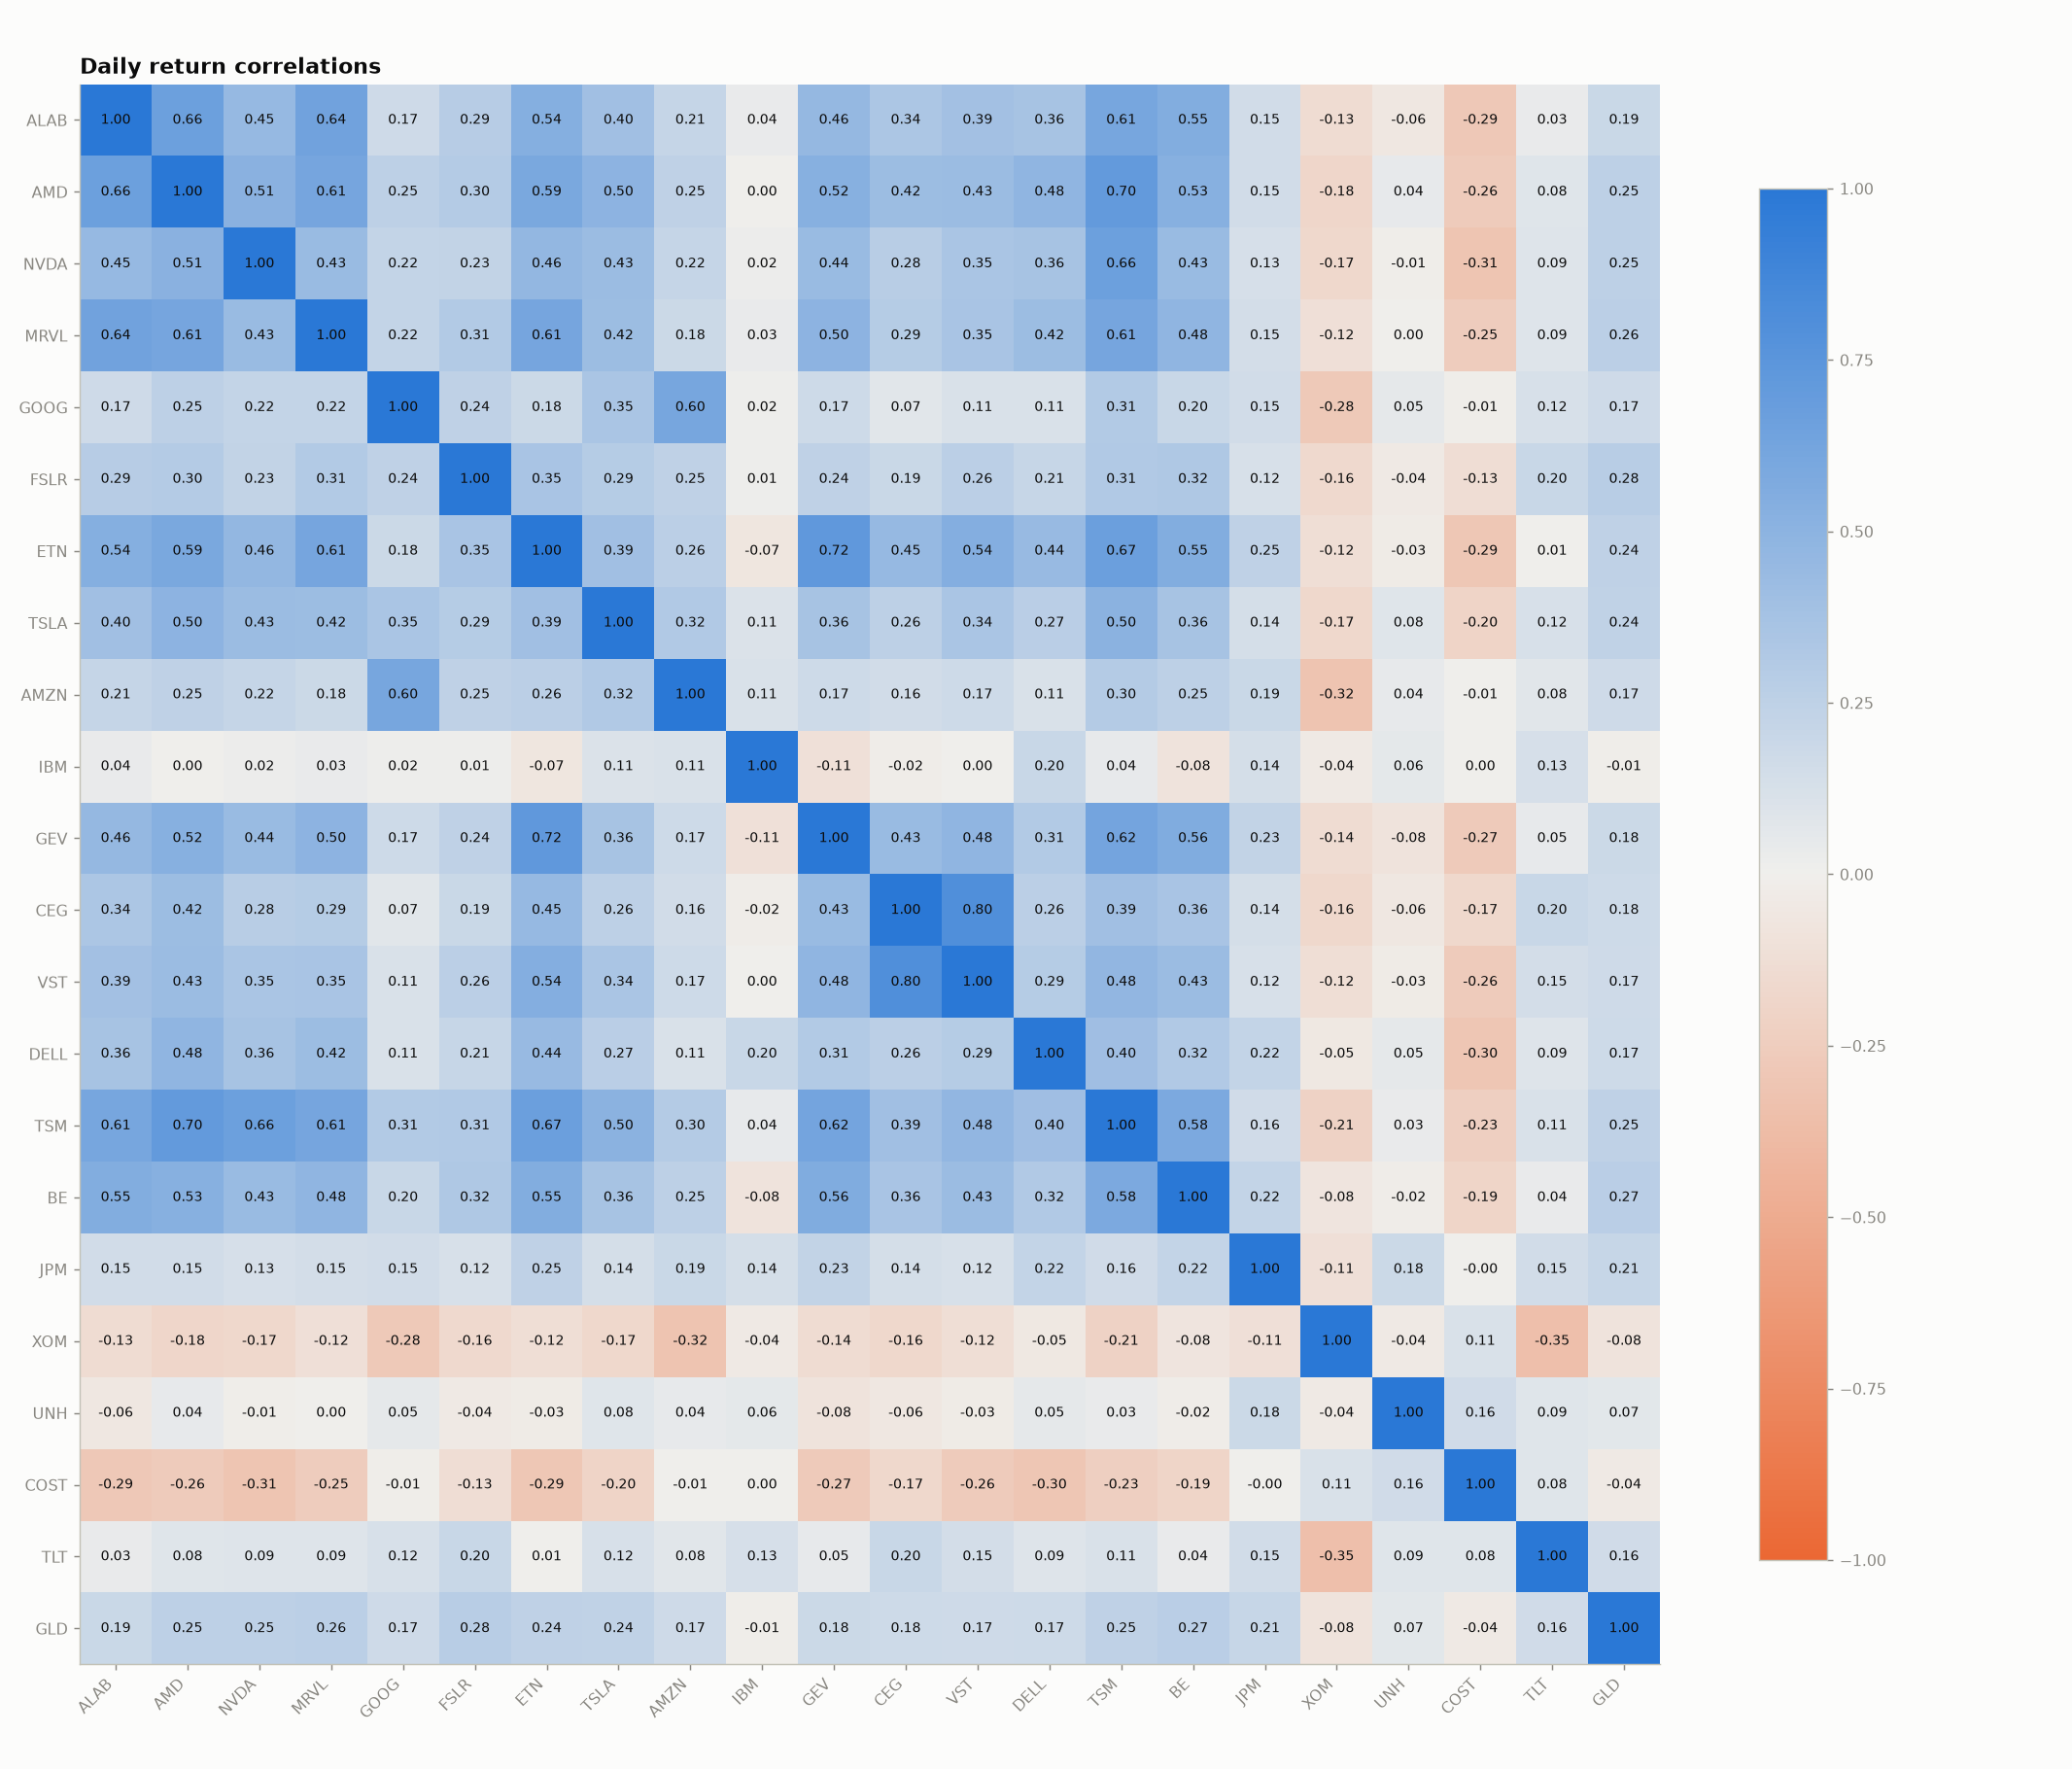 Daily return correlations
ALAB 1.00 0.66 0.45 0.64 0.17 0.29 0.54 0.40 0.21 0.04 0.46 0.34 0.39 0.36 0.61 0.55 0.15 -0.13 -0.06 -0.29 0.03 0.19
AMD 0.66 1.00 0.51 0.61 0.25 0.30 0.59 0.50 0.25 0.00 0.52 0.42 0.43 0.48 0.70 0.53 0.15 -0.18 0.04 -0.26 0.08 0.25
NVDA 0.45 0.51 1.00 0.43 0.22 0.23 0.46 0.43 0.22 0.02 0.44 0.28 0.35 0.36 0.66 0.43 0.13 -0.17 -0.01 -0.31 0.09 0.25
MRVL 0.64 0.61 0.43 1.00 0.22 0.31 0.61 0.42 0.18 0.03 0.50 0.29 0.35 0.42 0.61 0.48 0.15 -0.12 0.00 -0.25 0.09 0.26
GOOG 0.17 0.25 0.22 0.22 1.00 0.24 0.18 0.35 0.60 0.02 0.17 0.07 0.11 0.11 0.31 0.20 0.15 -0.28 0.05 -0.01 0.12 0.17
FSLR 0.29 0.30 0.23 0.31 0.24 1.00 0.35 0.29 0.25 0.01 0.24 0.19 0.26 0.21 0.31 0.32 0.12 -0.16 -0.04 -0.13 0.20 0.28
ETN 0.54 0.59 0.46 0.61 0.18 0.35 1.00 0.39 0.26 -0.07 0.72 0.45 0.54 0.44 0.67 0.55 0.25 -0.12 -0.03 -0.29 0.01 0.24
TSLA 0.40 0.50 0.43 0.42 0.35 0.29 0.39 1.00 0.32 0.11 0.36 0.26 0.34 0.27 0.50 0.36 0.14 -0.17 0.08 -0.20 0.12 0.24
AMZN 0.21 0.25 0.22 0.18 0.60 0.25 0.26 0.32 1.00 0.11 0.17 0.16 0.17 0.11 0.30 0.25 0.19 -0.32 0.04 -0.01 0.08 0.17
IBM 0.04 0.00 0.02 0.03 0.02 0.01 -0.07 0.11 0.11 1.00 -0.11 -0.02 0.00 0.20 0.04 -0.08 0.14 -0.04 0.06 0.00 0.13 -0.01
GEV 0.46 0.52 0.44 0.50 0.17 0.24 0.72 0.36 0.17 -0.11 1.00 0.43 0.48 0.31 0.62 0.56 0.23 -0.14 -0.08 -0.27 0.05 0.18
CEG 0.34 0.42 0.28 0.29 0.07 0.19 0.45 0.26 0.16 -0.02 0.43 1.00 0.80 0.26 0.39 0.36 0.14 -0.16 -0.06 -0.17 0.20 0.18
VST 0.39 0.43 0.35 0.35 0.11 0.26 0.54 0.34 0.17 0.00 0.48 0.80 1.00 0.29 0.48 0.43 0.12 -0.12 -0.03 -0.26 0.15 0.17
DELL 0.36 0.48 0.36 0.42 0.11 0.21 0.44 0.27 0.11 0.20 0.31 0.26 0.29 1.00 0.40 0.32 0.22 -0.05 0.05 -0.30 0.09 0.17
TSM 0.61 0.70 0.66 0.61 0.31 0.31 0.67 0.50 0.30 0.04 0.62 0.39 0.48 0.40 1.00 0.58 0.16 -0.21 0.03 -0.23 0.11 0.25
BE 0.55 0.53 0.43 0.48 0.20 0.32 0.55 0.36 0.25 -0.08 0.56 0.36 0.43 0.32 0.58 1.00 0.22 -0.08 -0.02 -0.19 0.04 0.27
JPM 0.15 0.15 0.13 0.15 0.15 0.12 0.25 0.14 0.19 0.14 0.23 0.14 0.12 0.22 0.16 0.22 1.00 -0.11 0.18 -0.00 0.15 0.21
XOM -0.13 -0.18 -0.17 -0.12 -0.28 -0.16 -0.12 -0.17 -0.32 -0.04 -0.14 -0.16 -0.12 -0.05 -0.21 -0.08 -0.11 1.00 -0.04 0.11 -0.35 -0.08
UNH -0.06 0.04 -0.01 0.00 0.05 -0.04 -0.03 0.08 0.04 0.06 -0.08 -0.06 -0.03 0.05 0.03 -0.02 0.18 -0.04 1.00 0.16 0.09 0.07
COST -0.29 -0.26 -0.31 -0.25 -0.01 -0.13 -0.29 -0.20 -0.01 0.00 -0.27 -0.17 -0.26 -0.30 -0.23 -0.19 -0.00 0.11 0.16 1.00 0.08 -0.04
TLT 0.03 0.08 0.09 0.09 0.12 0.20 0.01 0.12 0.08 0.13 0.05 0.20 0.15 0.09 0.11 0.04 0.15 -0.35 0.09 0.08 1.00 0.16
GLD 0.19 0.25 0.25 0.26 0.17 0.28 0.24 0.24 0.17 -0.01 0.18 0.18 0.17 0.17 0.25 0.27 0.21 -0.08 0.07 -0.04 0.16 1.00
ALAB AMD NVDA MRVL GOOG FSLR ETN TSLA AMZN IBM GEV CEG VST DELL TSM BE JPM XOM UNH COST TLT GLD
1.00
0.75
0.50
0.25
0.00
−0.25
−0.50
−0.75
−1.00